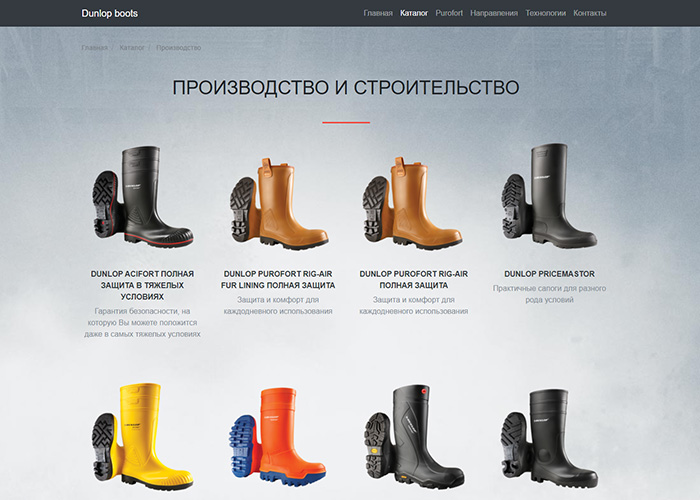 Dunlop boots
Главная Каталог Purofort Направления Технологии Контакты
Главная / Каталог / Производство
ПРОИЗВОДСТВО И СТРОИТЕЛЬСТВО
DUNLOP ACIFORT ПОЛНАЯ
ЗАЩИТА В ТЯЖЕЛЫХ
УСЛОВИЯХ
Гарантия безопасности, на
которую Вы можете положится
даже в самых тяжелых условиях
DUNLOP PUROFORT RIG-AIR
FUR LINING ПОЛНАЯ ЗАЩИТА
Защита и комфорт для
каждодневного использования
DUNLOP PUROFORT RIG-AIR
ПОЛНАЯ ЗАЩИТА
Защита и комфорт для
каждодневного использования
DUNLOP PRICEMASTOR
Практичные сапоги для разного
рода условий